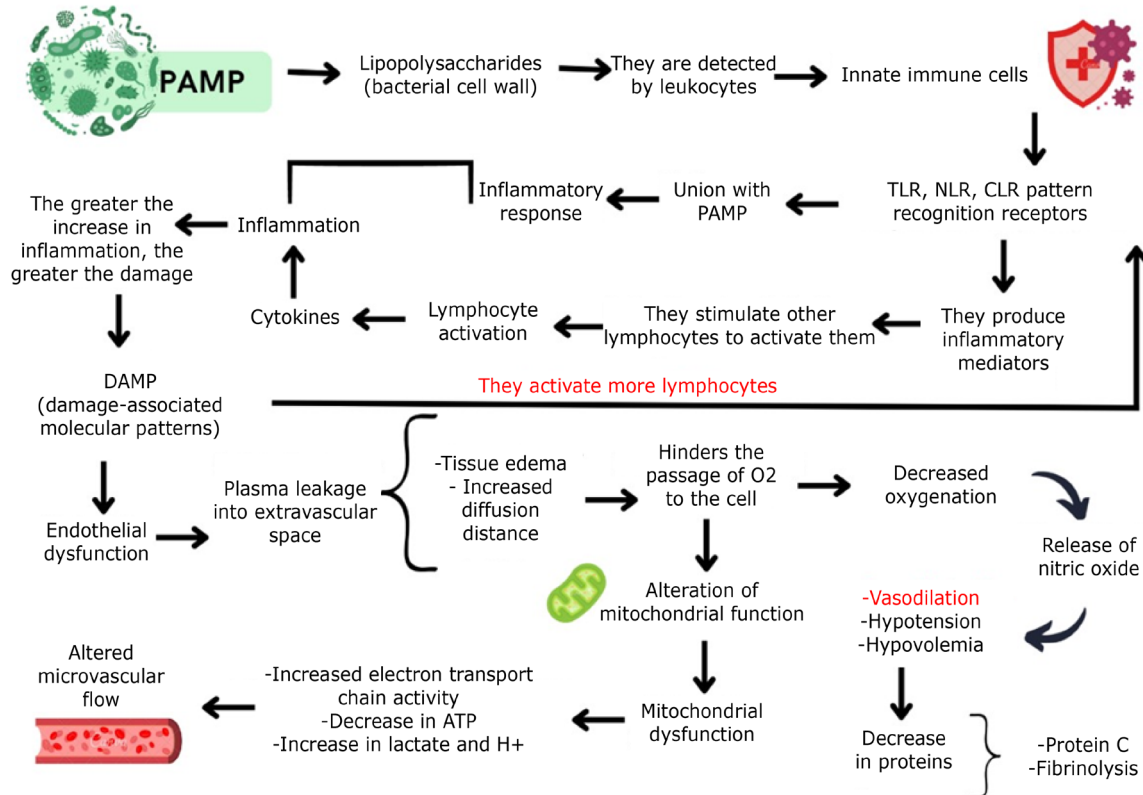 PAMP
Lipopolysaccharides
(bacterial cell wall)
They are detected
by leukocytes
Innate immune cells
The greater the
increase in
inflammation, the
greater the damage
Inflammation
Inflammatory
response
Union with
PAMP
TLR, NLR, CLR pattern
recognition receptors
Cytokines
Lymphocyte
activation
They stimulate other
lymphocytes to activate them
They produce
inflammatory
mediators
DAMP
(damage-associated
molecular patterns)
They activate more lymphocytes
Endothelial
dysfunction
Plasma leakage
into extravascular
space
-Tissue edema
- Increased
diffusion
distance
Hinders the
passage of O2
to the cell
Decreased
oxygenation
Release of
nitric oxide
Alteration of
mitochondrial function
-Vasodilation
-Hypotension
-Hypovolemia
Altered
microvascular
flow
-Increased electron transport
chain activity
-Decrease in ATP
-Increase in lactate and H+
Mitochondrial
dysfunction
Decrease
in proteins
-Protein C
-Fibrinolysis